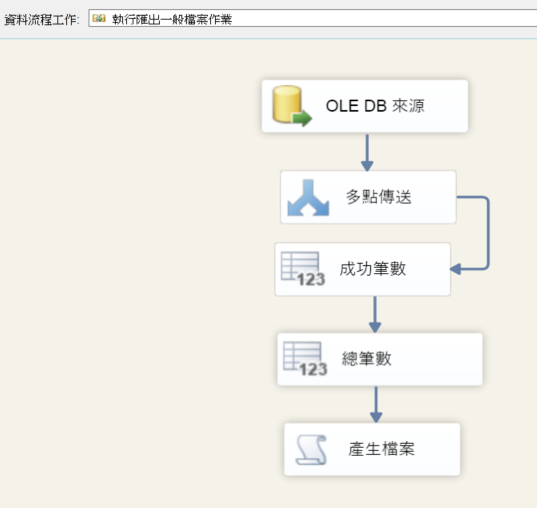 資料流程工作: 執行匯出一般檔案作業
OLE DB 來源
多點傳送
123 成功筆數
123 總筆數
產生檔案